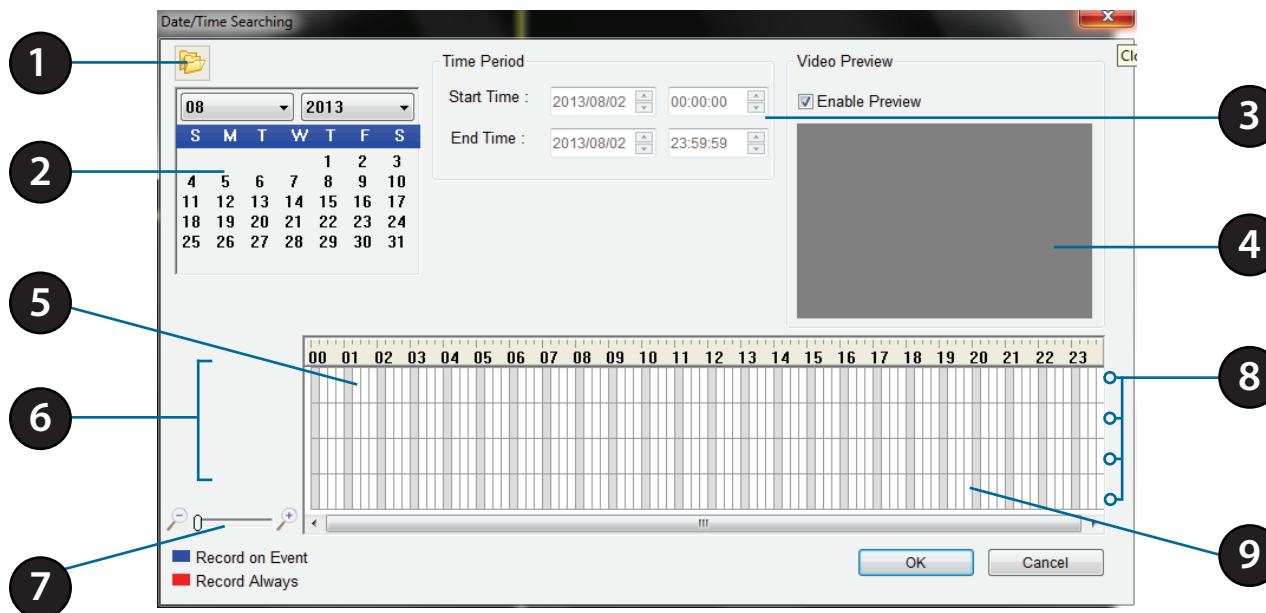 Date/Time Searching
x
1
Time Period
Video Preview
Clo
08 2013
Start Time : 2013/08/02 00:00:00
Enable Preview
3
S M T W T F S
End Time : 2013/08/02 23:59:59
2
1 2 3
4 5 6 7 8 9 10
11 12 13 14 15 16 17
18 19 20 21 22 23 24
25 26 27 28 29 30 31
4
5
00 01 02 03 04 05 06 07 08 09 10 11 12 13 14 15 16 17 18 19 20 21 22 23
8
6
9
7
Record on Event
Record Always
OK
Cancel